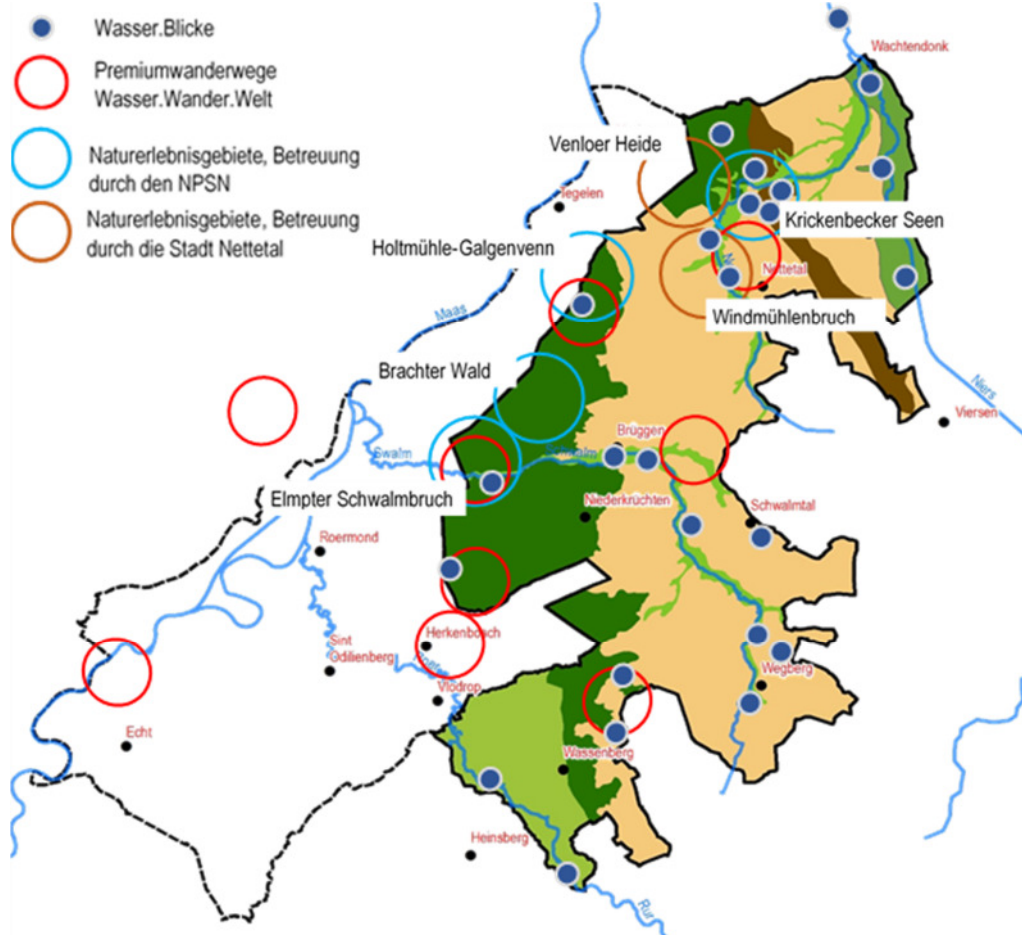 Wasser.Blicke
Premiumwanderwege
Wasser.Wander.Welt
Naturerlebnisgebiete, Betreuung
durch den NPSN
Naturerlebnisgebiete, Betreuung
durch die Stadt Nettetal
Wachtendonk
Venloer Heide
Tegelen
Krickenbecker Seen
Holtmühle-Galgenvenn
Nettetal
Windmühlenbruch
Maas
Brachter Wald
Niers
Viersen
Brüggen
Swalm
Schwalm
Elmpter Schwalmbruch
Niederkrüchten
Schwalmtal
Roermond
Herkenbosch
Sint
Odilienberg
Vlodrop
Wegberg
Echt
Wassenberg
Heinsberg
Rur